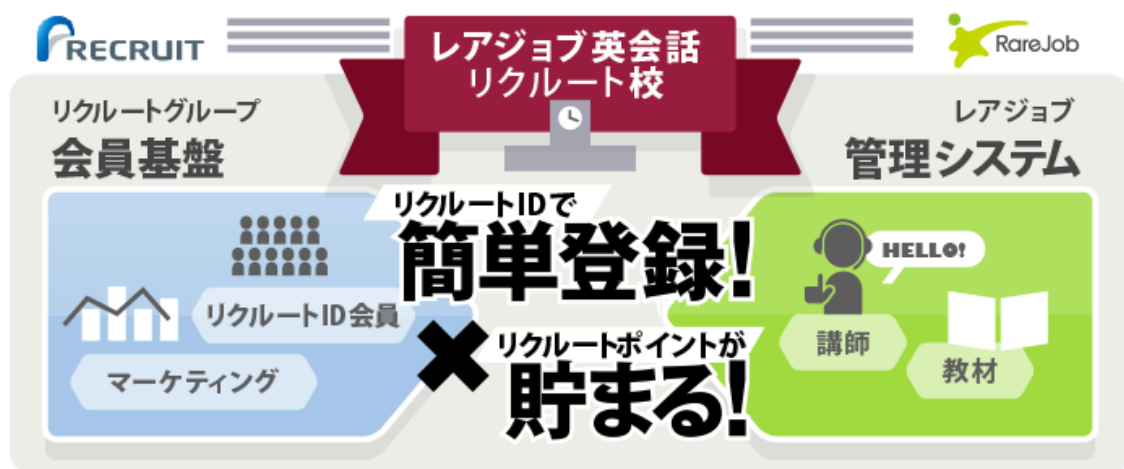 RECRUIT
レアジョブ英会話
リクルート校
RareJob
リクルートグループ
会員基盤
レアジョブ
管理システム
リクルートIDで
簡単登録!
HELLO!
リクルートID会員
マーケティング
×
リクルートポイントが
貯まる!
講師
教材